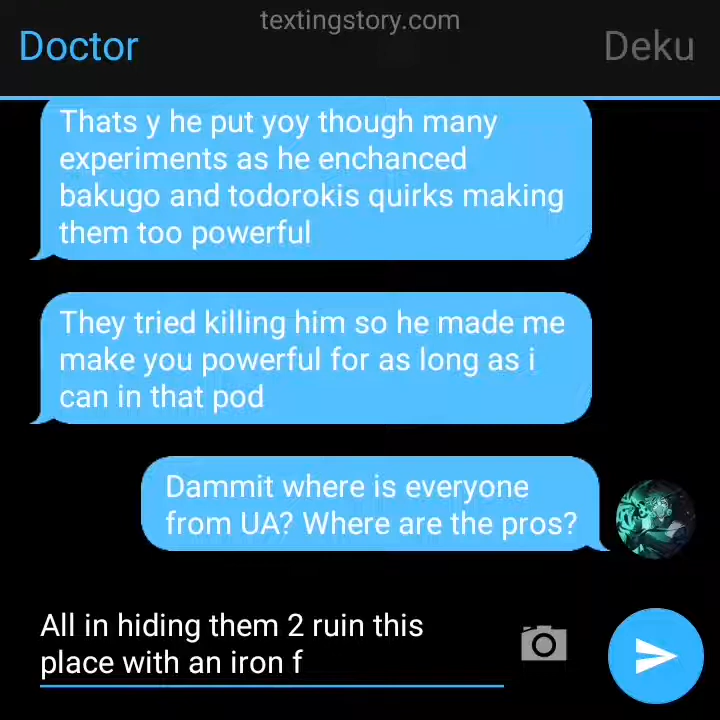 textingstory.com
Doctor
Deku
Thats y he put yoy though many
experiments as he enchanced
bakugo and todorokis quirks making
them too powerful
They tried killing him so he made me
make you powerful for as long as i
can in that pod
Dammit where is everyone
from UA? Where are the pros?
All in hiding them 2 ruin this
place with an iron f